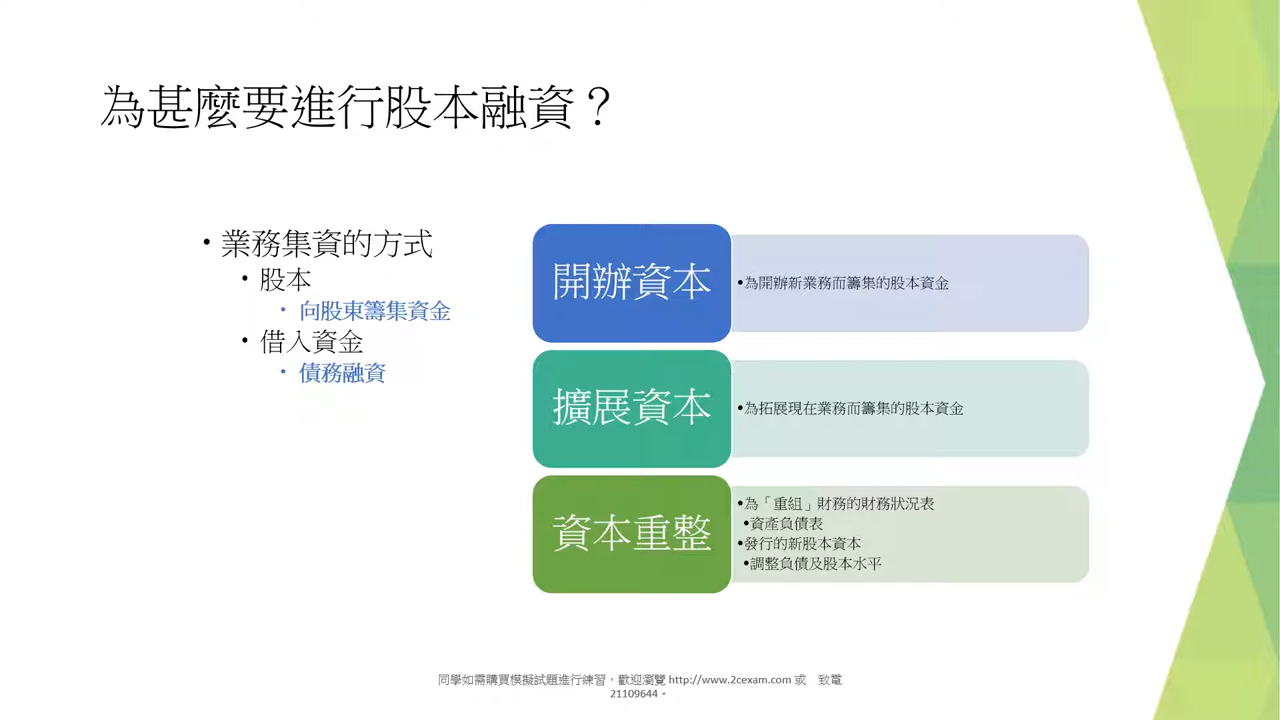 為甚麼要進行股本融資？
•業務集資的方式
•股本
•向股東籌集資金
•借入資金
•債務融資
開辦資本
•為開辦新業務而籌集的股本資金
擴展資本
•為拓展現在業務而籌集的股本資金
資本重整
•為「重組」財務的財務狀況表
•資產負債表
•發行的新股本資本
•調整負債及股本水平
同學如需購買模擬試題進行練習，歡迎瀏覽 http://www.2cexam.com 或　致電
21109644。